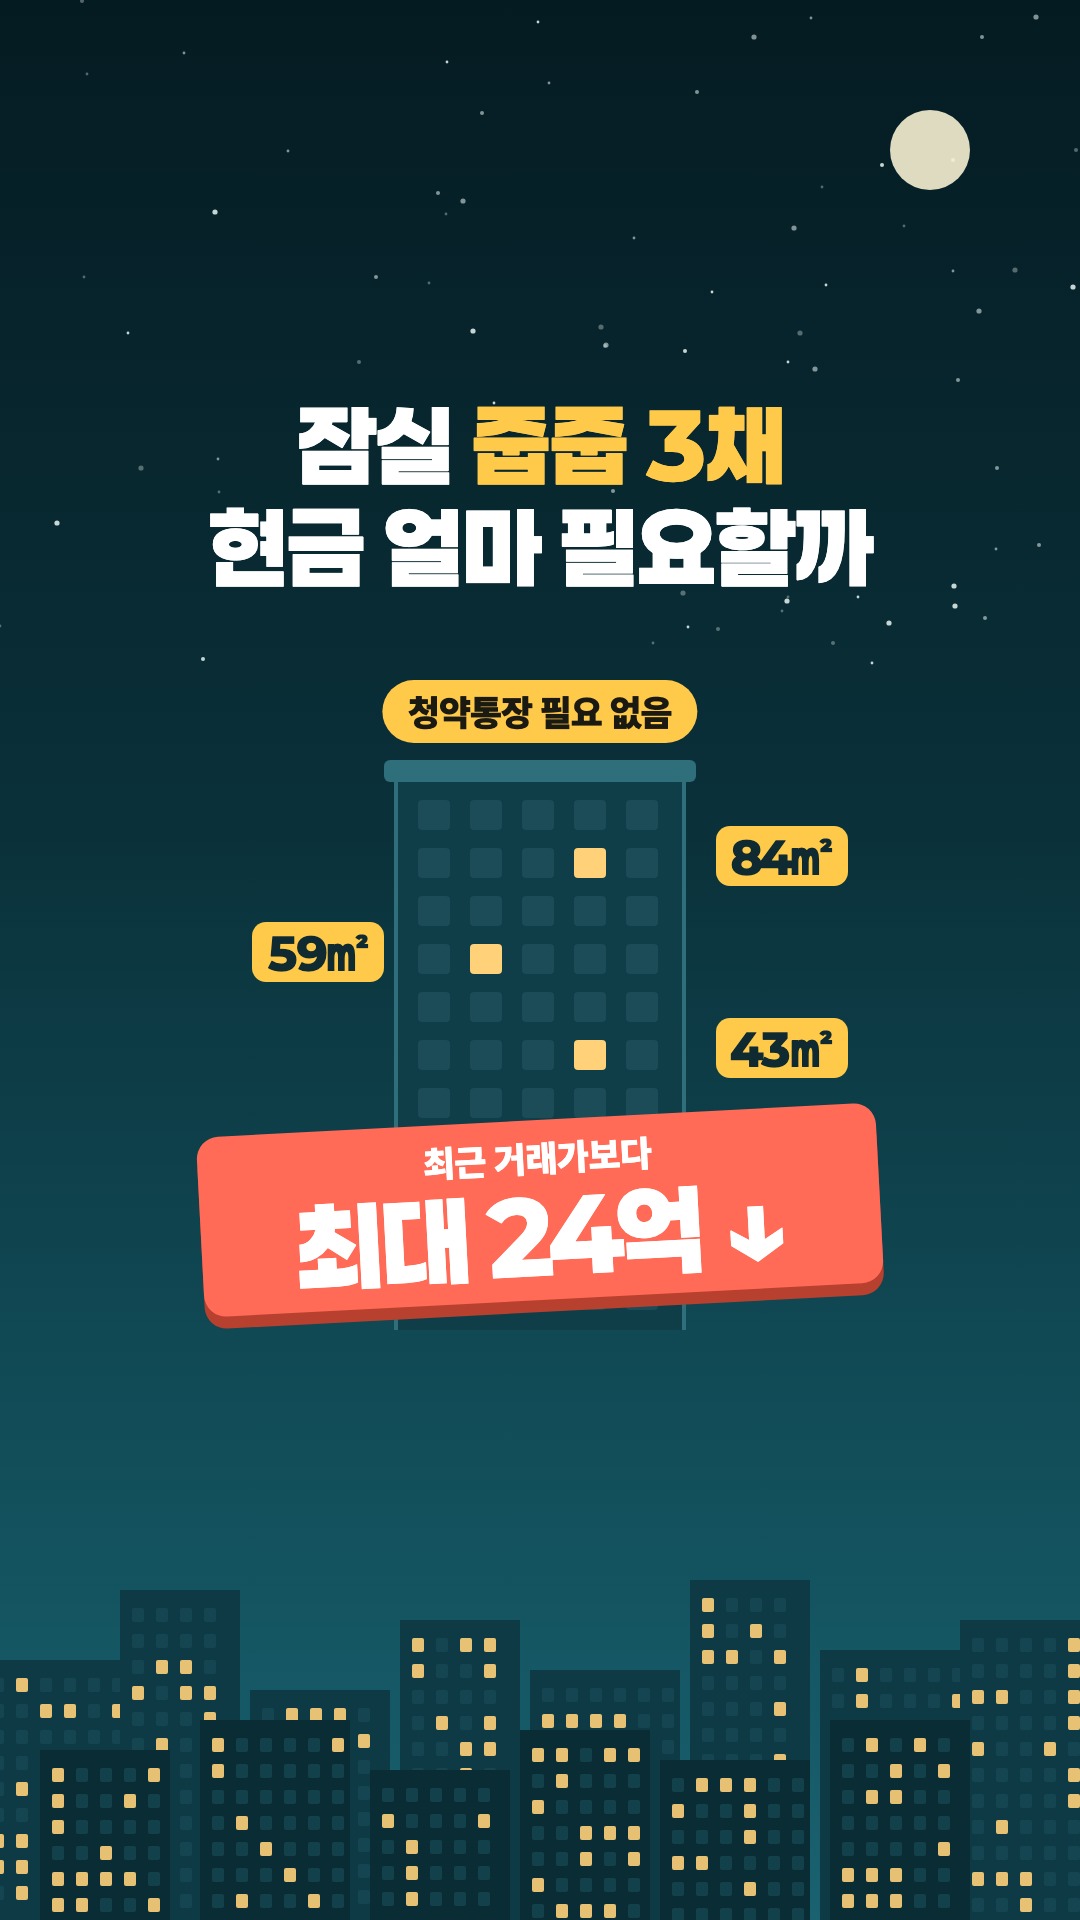 잠실 줍줍 3채
현금 얼마 필요할까
청약통장 필요 없음
84㎡
59㎡
43㎡
최근 거래가보다
최대 24억 ↓